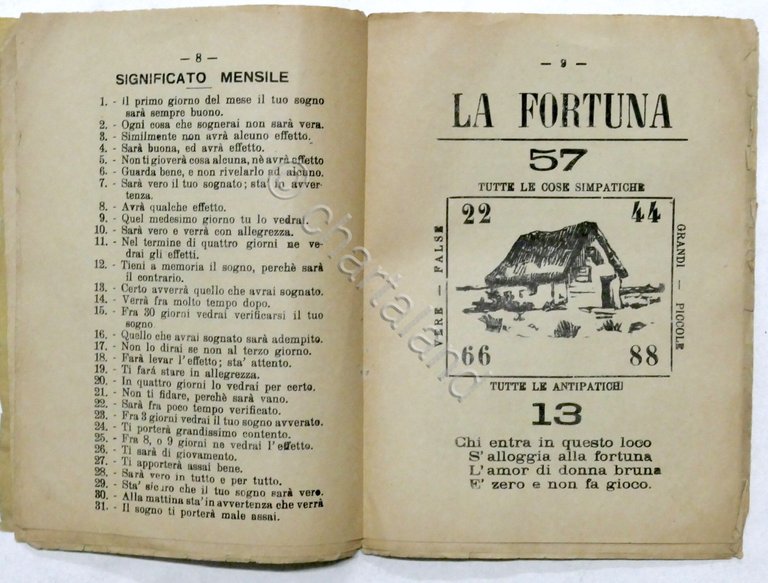 — 8 —
SIGNIFICATO MENSILE
1. - il primo giorno del mese il tuo sogno
sarà sempre buono.
2. - Ogni cosa che sognerai non sarà vera.
3. - Similmente non avrà alcuno effetto.
4. - Sarà buona, ed avrà effetto.
5. - Non ti gioverà cosa alcuna, nè avrà effetto
6. - Guarda bene, e non rivelarlo ad alcuno.
7. - Sarà vero il tuo sognato; sta' in avver-
tenza.
8. - Avrà qualche effetto.
9. - Quel medesimo giorno tu lo vedrai.
10. - Sarà vero e verrà con allegrezza.
11. - Nel termine di quattro giorni ne ve-
drai gli effetti.
12. - Tieni a memoria il sogno, perchè sarà
il contrario.
13. - Certo avverrà quello che avrai sognato.
14. - Verrà fra molto tempo dopo.
15. - Fra 30 giorni vedrai verificarsi il tuo
sogno
16. - Quello che avrai sognato sarà adempito.
17. - Non lo dirai se non al terzo giorno.
18. - Farà levar l'effetto; sta' attento.
19. - Ti farà stare in allegrezza.
20. - In quattro giorni lo vedrai per certo.
21. - Non ti fidare, perchè sarà vano.
22. - Sarà fra poco tempo verificato.
23. - Fra 3 giorni vedrai il tuo sogno avverato.
24. - Ti porterà grandissimo contento.
25. - Fra 8, o 9 giorni ne vedrai l'effetto.
26. - Ti sarà di giovamento.
27. - Ti apporterà assai bene.
28. - Sarà vero in tutto e per tutto.
29. - Sta' sicuro che il tuo sogno sarà vero.
30. - Alla mattina sta' in avvertenza che verrà
31. - Il sogno ti porterà male assai.
— 9 —
LA FORTUNA
57
TUTTE LE COSE SIMPATICHE
22 44
VERE — FALSE
GRANDI — PICCOLE
66 88
TUTTE LE ANTIPATICHE
13
Chi entra in questo loco
S'alloggia alla fortuna
L'amor di donna bruna
E' zero e non fa gioco.
© chartaland